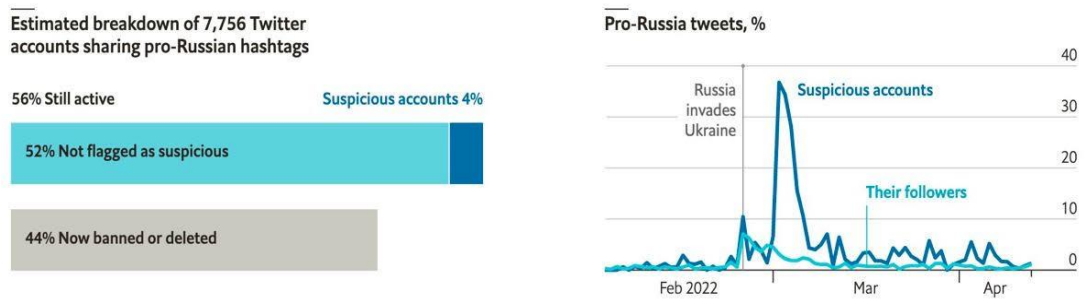 Estimated breakdown of 7,756 Twitter
accounts sharing pro-Russian hashtags
56% Still active
Suspicious accounts 4%
52% Not flagged as suspicious
44% Now banned or deleted
Pro-Russia tweets, %
40
Russia
invades
Ukraine
Suspicious accounts
30
20
Their followers
10
0
Feb 2022
Mar
Apr